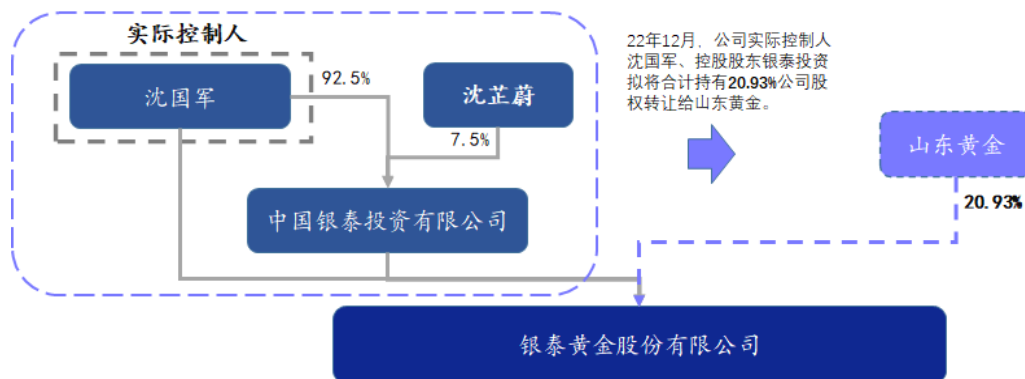 实际控制人
沈国军
92.5%
沈芷蔚
7.5%
中国银泰投资有限公司
22年12月，公司实际控制人
沈国军、控股股东银泰投资
拟将合计持有20.93%公司股
权转让给山东黄金。
山东黄金
20.93%
银泰黄金股份有限公司